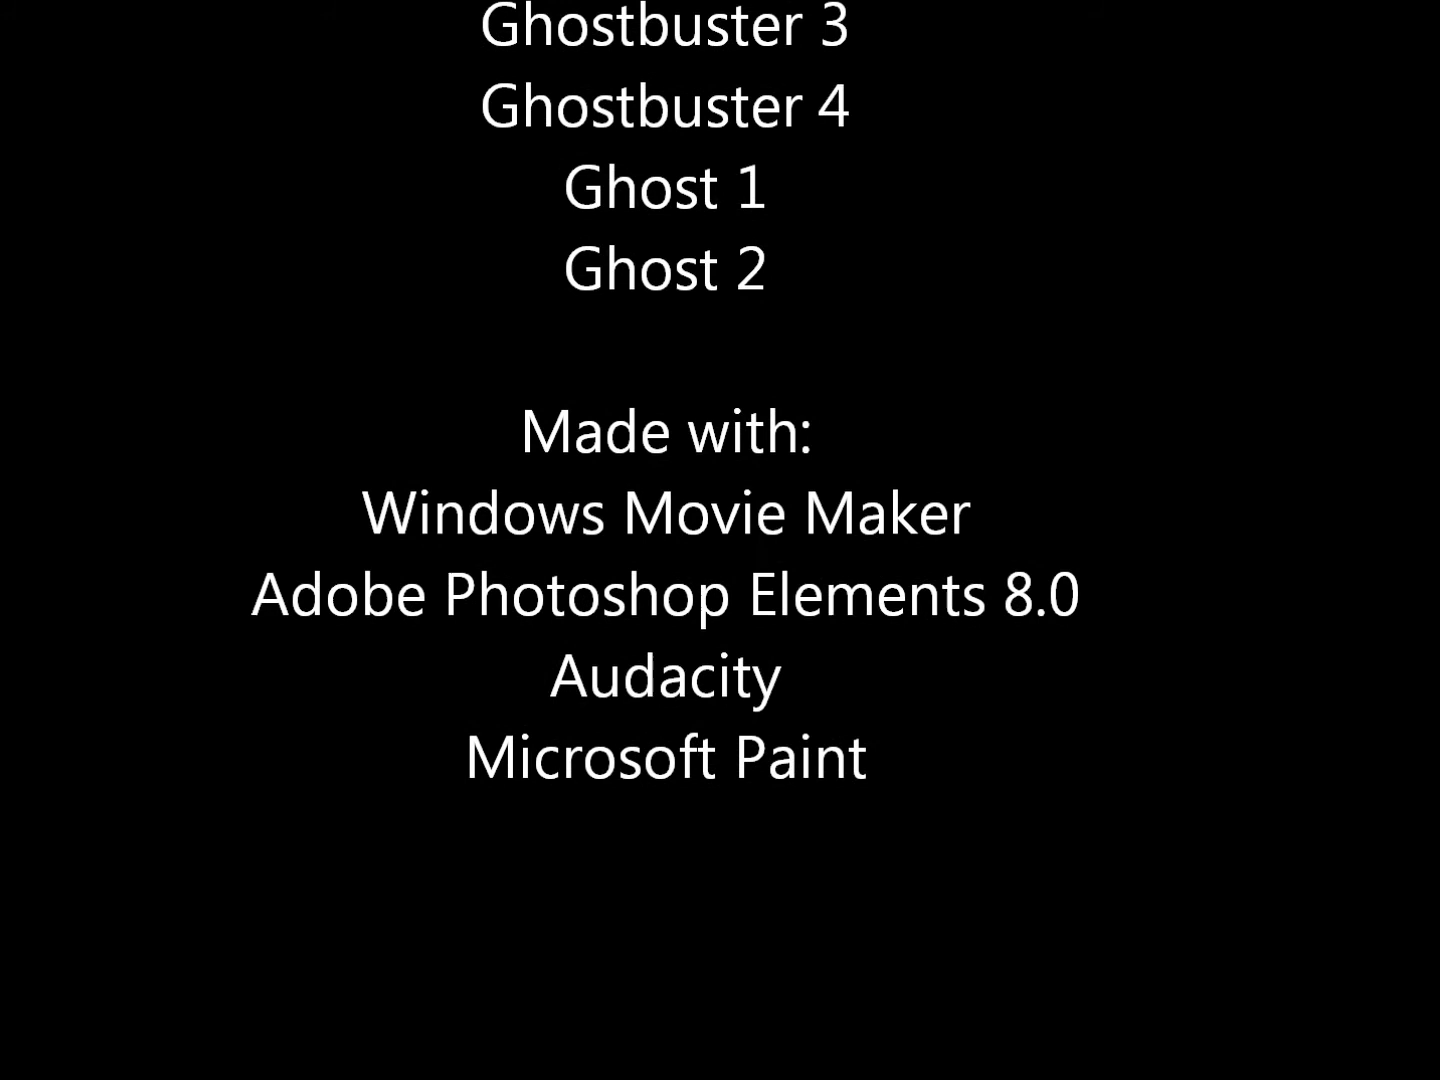 Ghostbuster 3
Ghostbuster 4
Ghost 1
Ghost 2
Made with:
Windows Movie Maker
Adobe Photoshop Elements 8.0
Audacity
Microsoft Paint